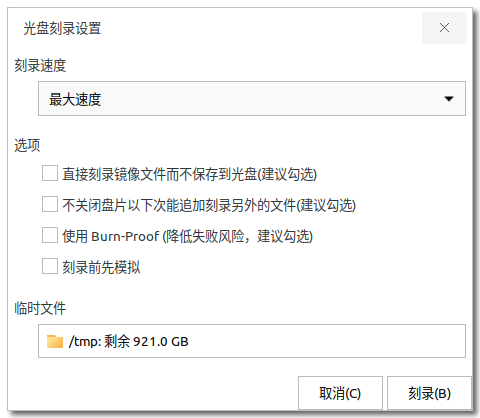 光盘刻录设置
刻录速度
最大速度
选项
直接刻录镜像文件而不保存到光盘(建议勾选)
不关闭盘片以下次能追加刻录另外的文件(建议勾选)
使用 Burn-Proof (降低失败风险，建议勾选)
刻录前先模拟
临时文件
/tmp: 剩余 921.0 GB
取消(C)
刻录(B)